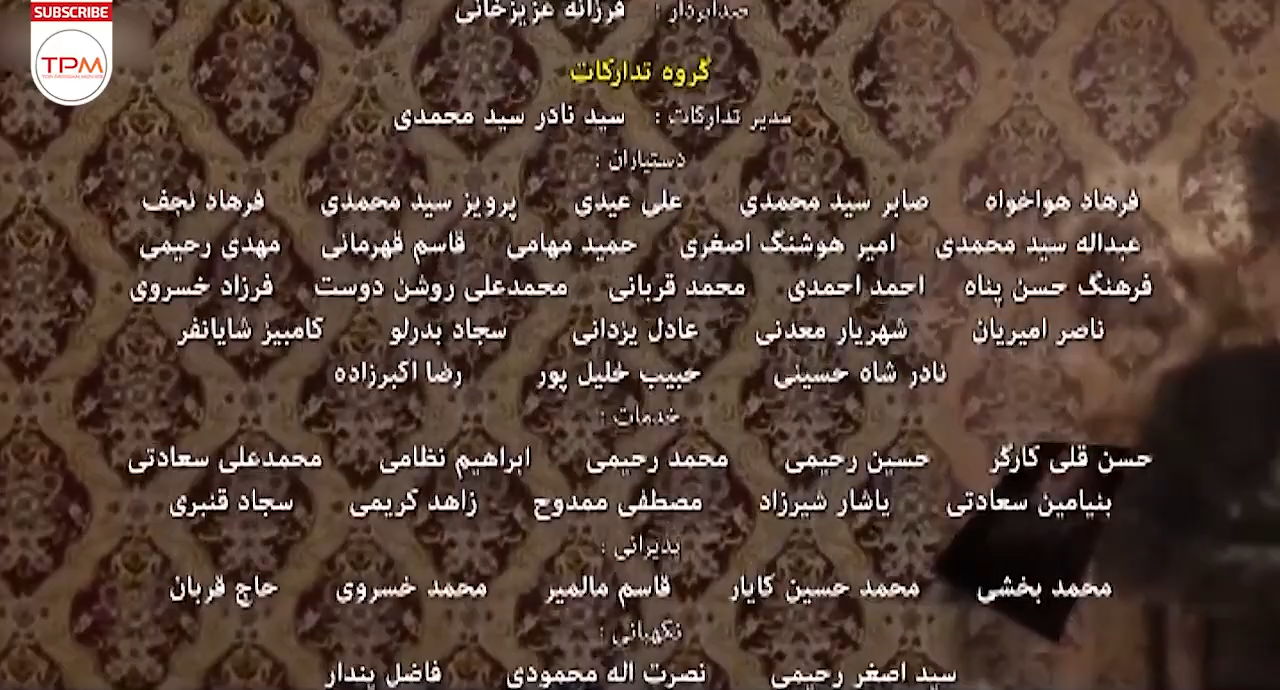 SUBSCRIBE
TPM
TOP PERSIAN MOVIES
صدابردار : فرزانه عزیزخانی
گروه تدارکات
مدیر تدارکات : سید نادر سید محمدی
دستیاران :
فرهاد هواخواه صابر سید محمدی علی عیدی پرویز سید محمدی فرهاد نجف
عبداله سید محمدی امیر هوشنگ اصغری حمید مهامی قاسم قهرمانی مهدی رحیمی
فرهنگ حسن پناه احمد احمدی محمد قربانی محمدعلی روشن دوست فرزاد خسروی
ناصر امیریان شهریار معدنی عادل یزدانی سجاد بدرلو کامبیز شایانفر
نادر شاه حسینی حبیب خلیل پور رضا اکبرزاده
خدمات :
حسن قلی کارگر حسین رحیمی محمد رحیمی ابراهیم نظامی محمدعلی سعادتی
بنیامین سعادتی یاشار شیرزاد مصطفی ممدوح زاهد کریمی سجاد قنبری
پذیرائی :
محمد بخشی محمد حسین کایار قاسم مالمیر محمد خسروی حاج قربان
نگهبانی :
سید اصغر رحیمی نصرت اله محمودی فاضل پندار